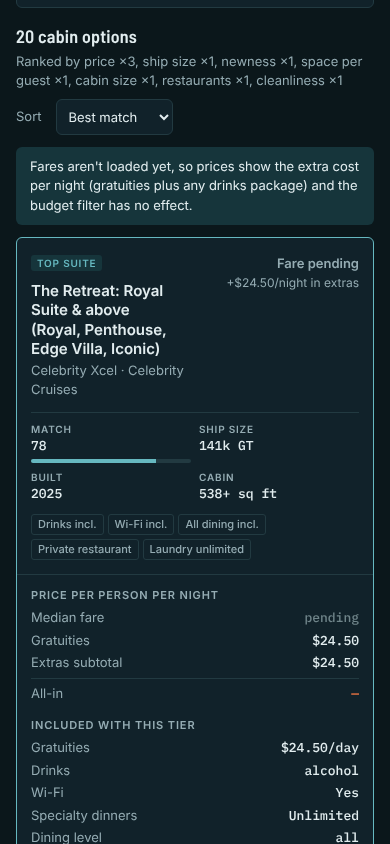 20 cabin options
Ranked by price ×3, ship size ×1, newness ×1, space per
guest ×1, cabin size ×1, restaurants ×1, cleanliness ×1
Sort
Best match
Fares aren't loaded yet, so prices show the extra cost
per night (gratuities plus any drinks package) and the
budget filter has no effect.
TOP SUITE
Fare pending
+$24.50/night in extras
The Retreat: Royal
Suite & above
(Royal, Penthouse,
Edge Villa, Iconic)
Celebrity Xcel · Celebrity
Cruises
MATCH
78
SHIP SIZE
141k GT
BUILT
2025
CABIN
538+ sq ft
Drinks incl.
Wi-Fi incl.
All dining incl.
Private restaurant
Laundry unlimited
PRICE PER PERSON PER NIGHT
Median fare pending
Gratuities $24.50
Extras subtotal $24.50
All-in –
INCLUDED WITH THIS TIER
Gratuities $24.50/day
Drinks alcohol
Wi-Fi Yes
Specialty dinners Unlimited
Dining level all